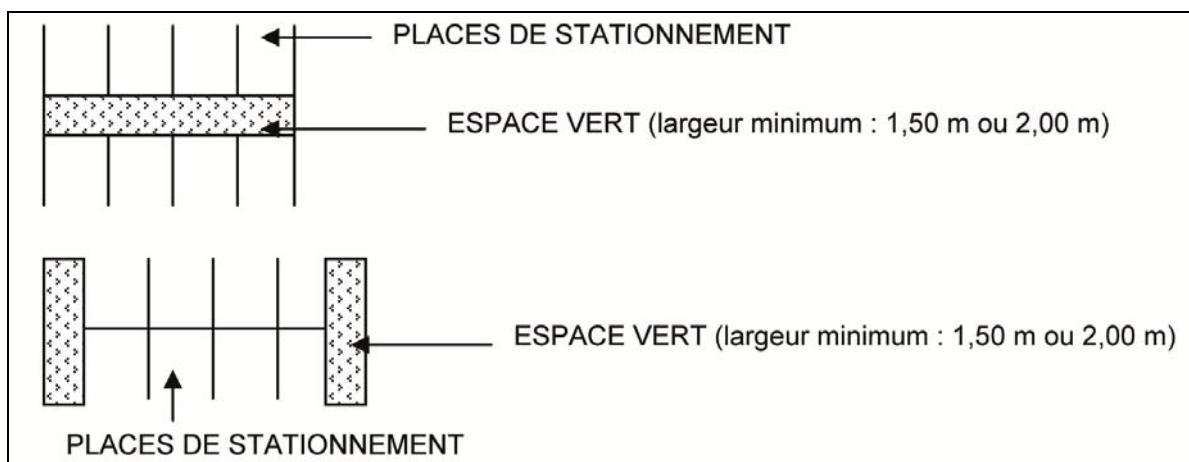 PLACES DE STATIONNEMENT
ESPACE VERT (largeur minimum : 1,50 m ou 2,00 m)
ESPACE VERT (largeur minimum : 1,50 m ou 2,00 m)
PLACES DE STATIONNEMENT